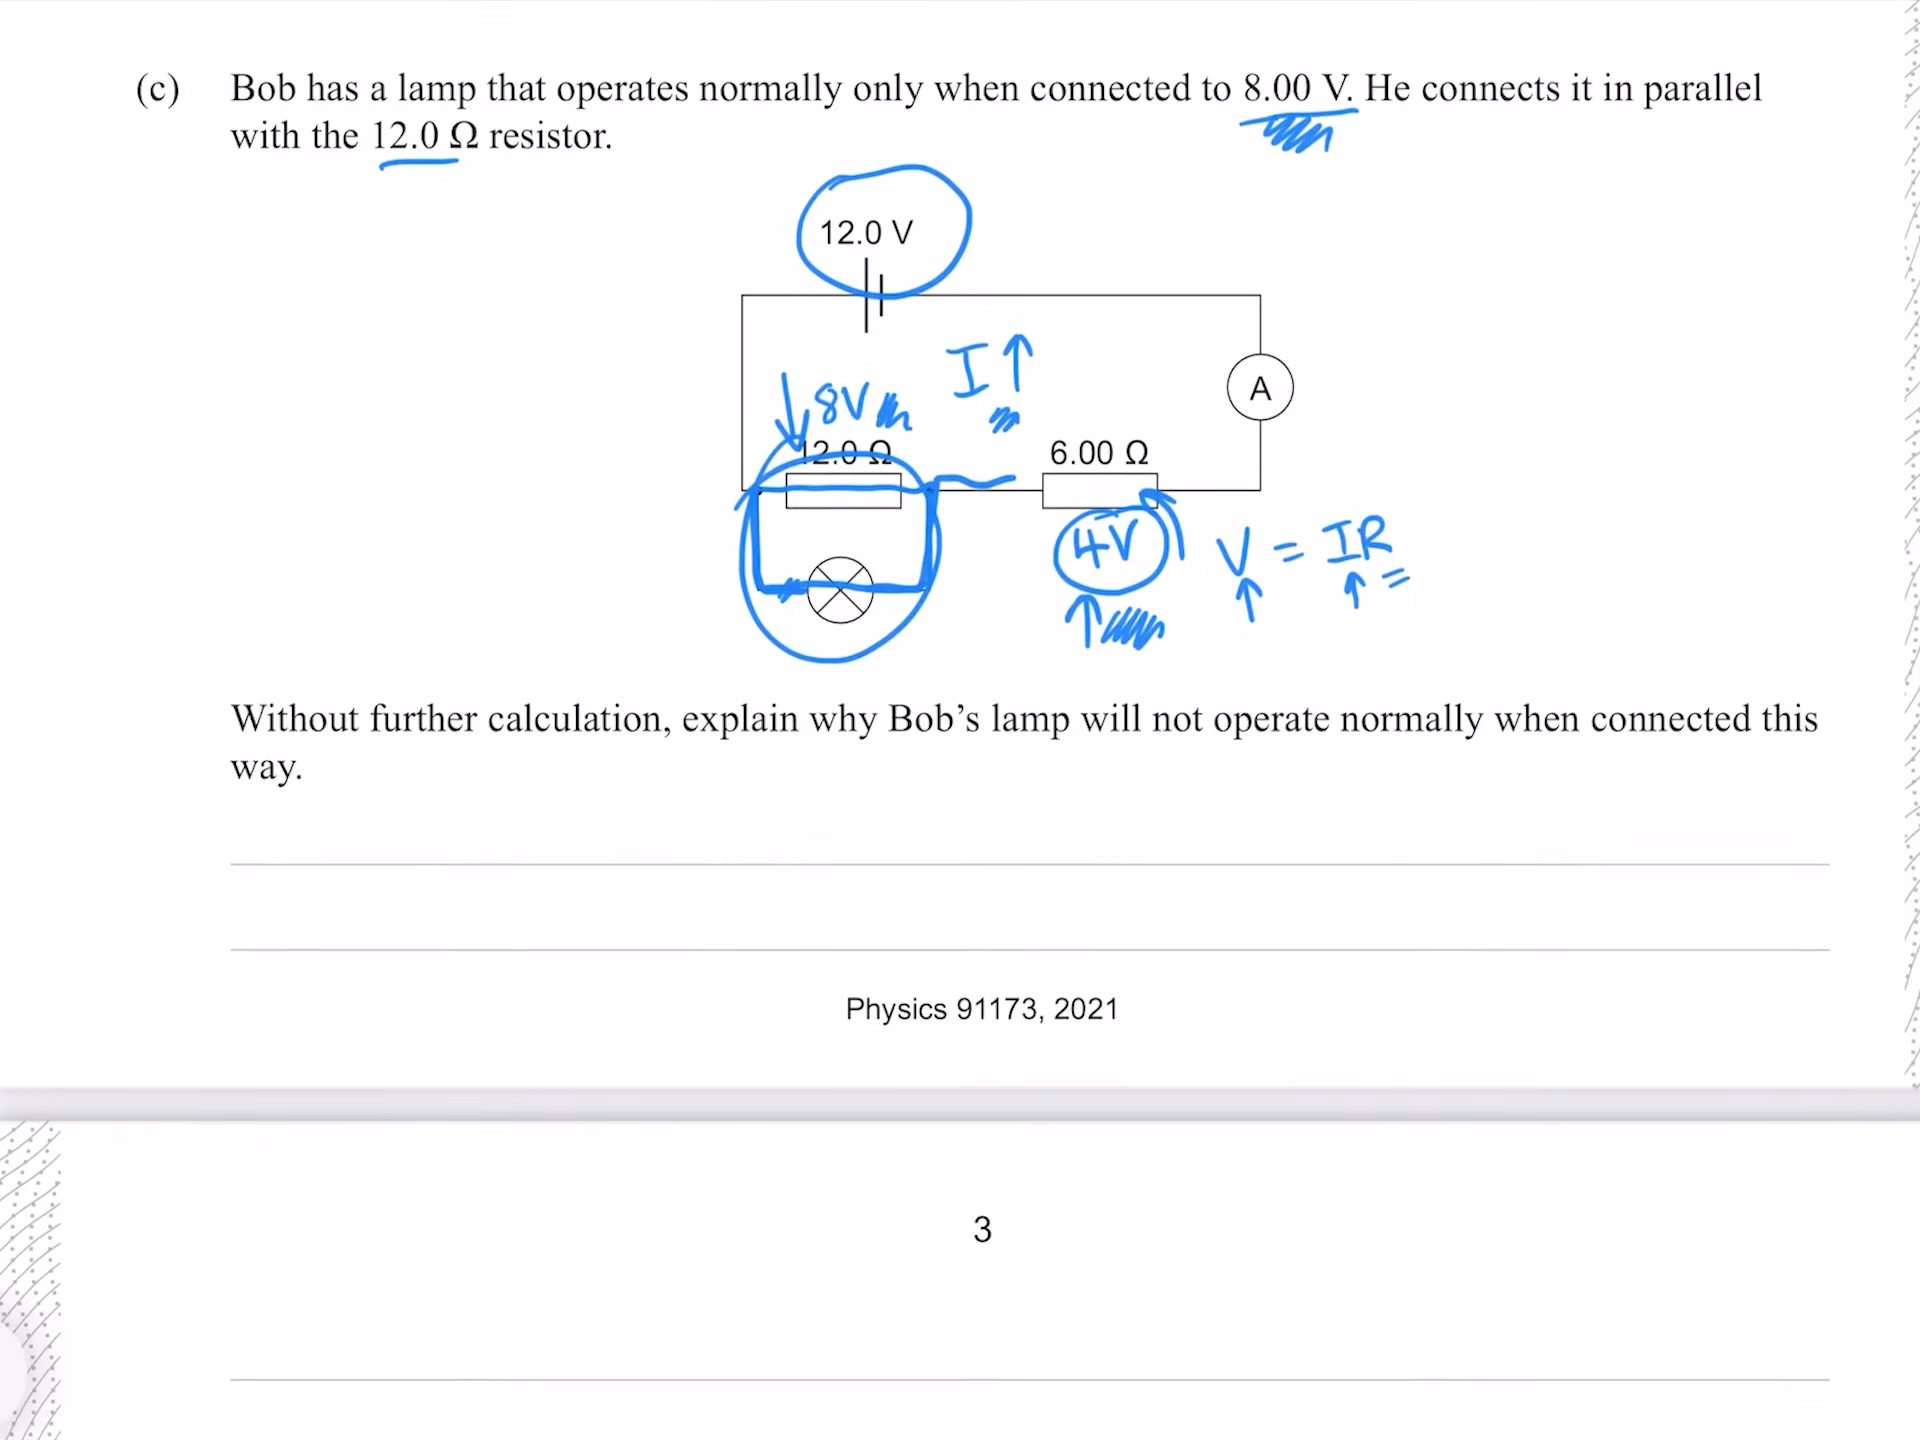 (c) Bob has a lamp that operates normally only when connected to 8.00 V. He connects it in parallel
with the 12.0 Ω resistor.
12.0 V
I↑
A
↓ 8V
12.0 Ω
6.00 Ω
4V
V = IR
↑ ↑ =
↑
Without further calculation, explain why Bob’s lamp will not operate normally when connected this
way.
Physics 91173, 2021
3